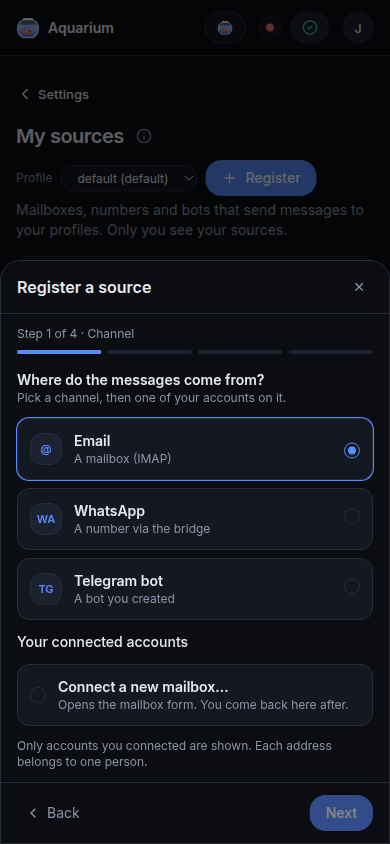 Aquarium
J
Settings
My sources
Profile
default (default)
Register
Mailboxes, numbers and bots that send messages to
your profiles. Only you see your sources.
Register a source
Step 1 of 4 · Channel
Where do the messages come from?
Pick a channel, then one of your accounts on it.
@
Email
A mailbox (IMAP)
WA
WhatsApp
A number via the bridge
TG
Telegram bot
A bot you created
Your connected accounts
Connect a new mailbox...
Opens the mailbox form. You come back here after.
Only accounts you connected are shown. Each address
belongs to one person.
Back
Next